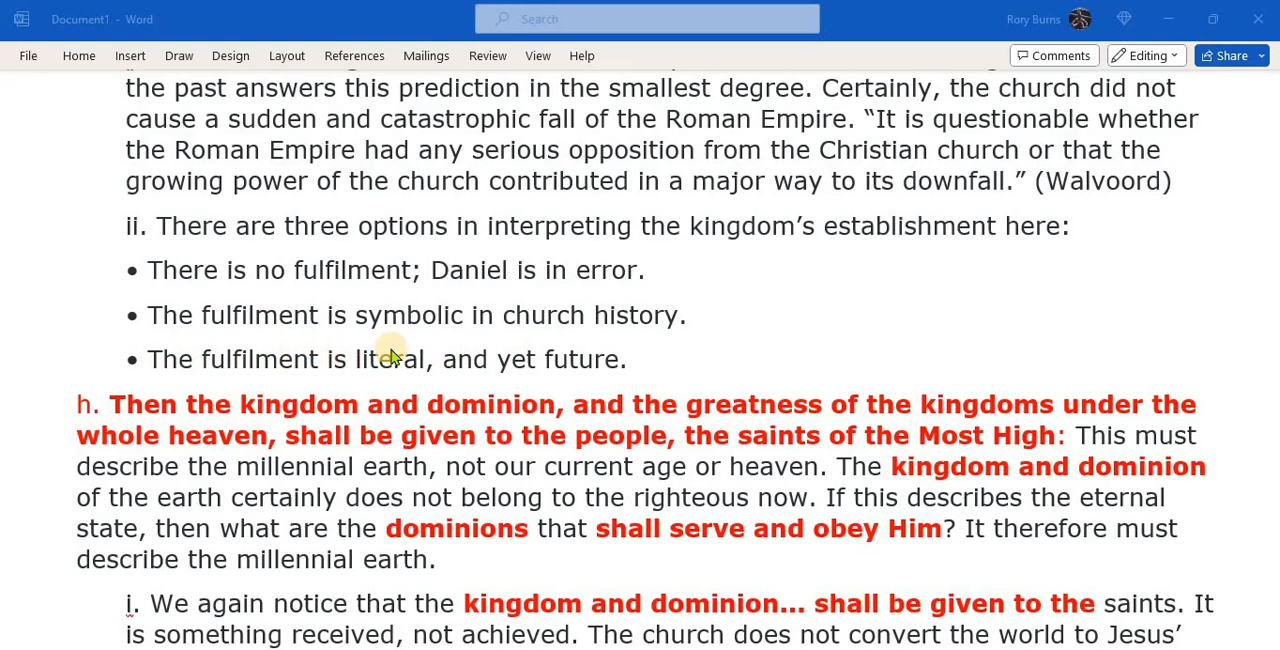 Document1 - Word
Search
Rory Burns
File Home Insert Draw Design Layout References Mailings Review View Help
Comments Editing Share
the past answers this prediction in the smallest degree. Certainly, the church did not
cause a sudden and catastrophic fall of the Roman Empire. “It is questionable whether
the Roman Empire had any serious opposition from the Christian church or that the
growing power of the church contributed in a major way to its downfall.” (Walvoord)
ii. There are three options in interpreting the kingdom’s establishment here:
• There is no fulfilment; Daniel is in error.
• The fulfilment is symbolic in church history.
• The fulfilment is literal, and yet future.
h. Then the kingdom and dominion, and the greatness of the kingdoms under the
whole heaven, shall be given to the people, the saints of the Most High: This must
describe the millennial earth, not our current age or heaven. The kingdom and dominion
of the earth certainly does not belong to the righteous now. If this describes the eternal
state, then what are the dominions that shall serve and obey Him? It therefore must
describe the millennial earth.
i. We again notice that the kingdom and dominion... shall be given to the saints. It
is something received, not achieved. The church does not convert the world to Jesus’